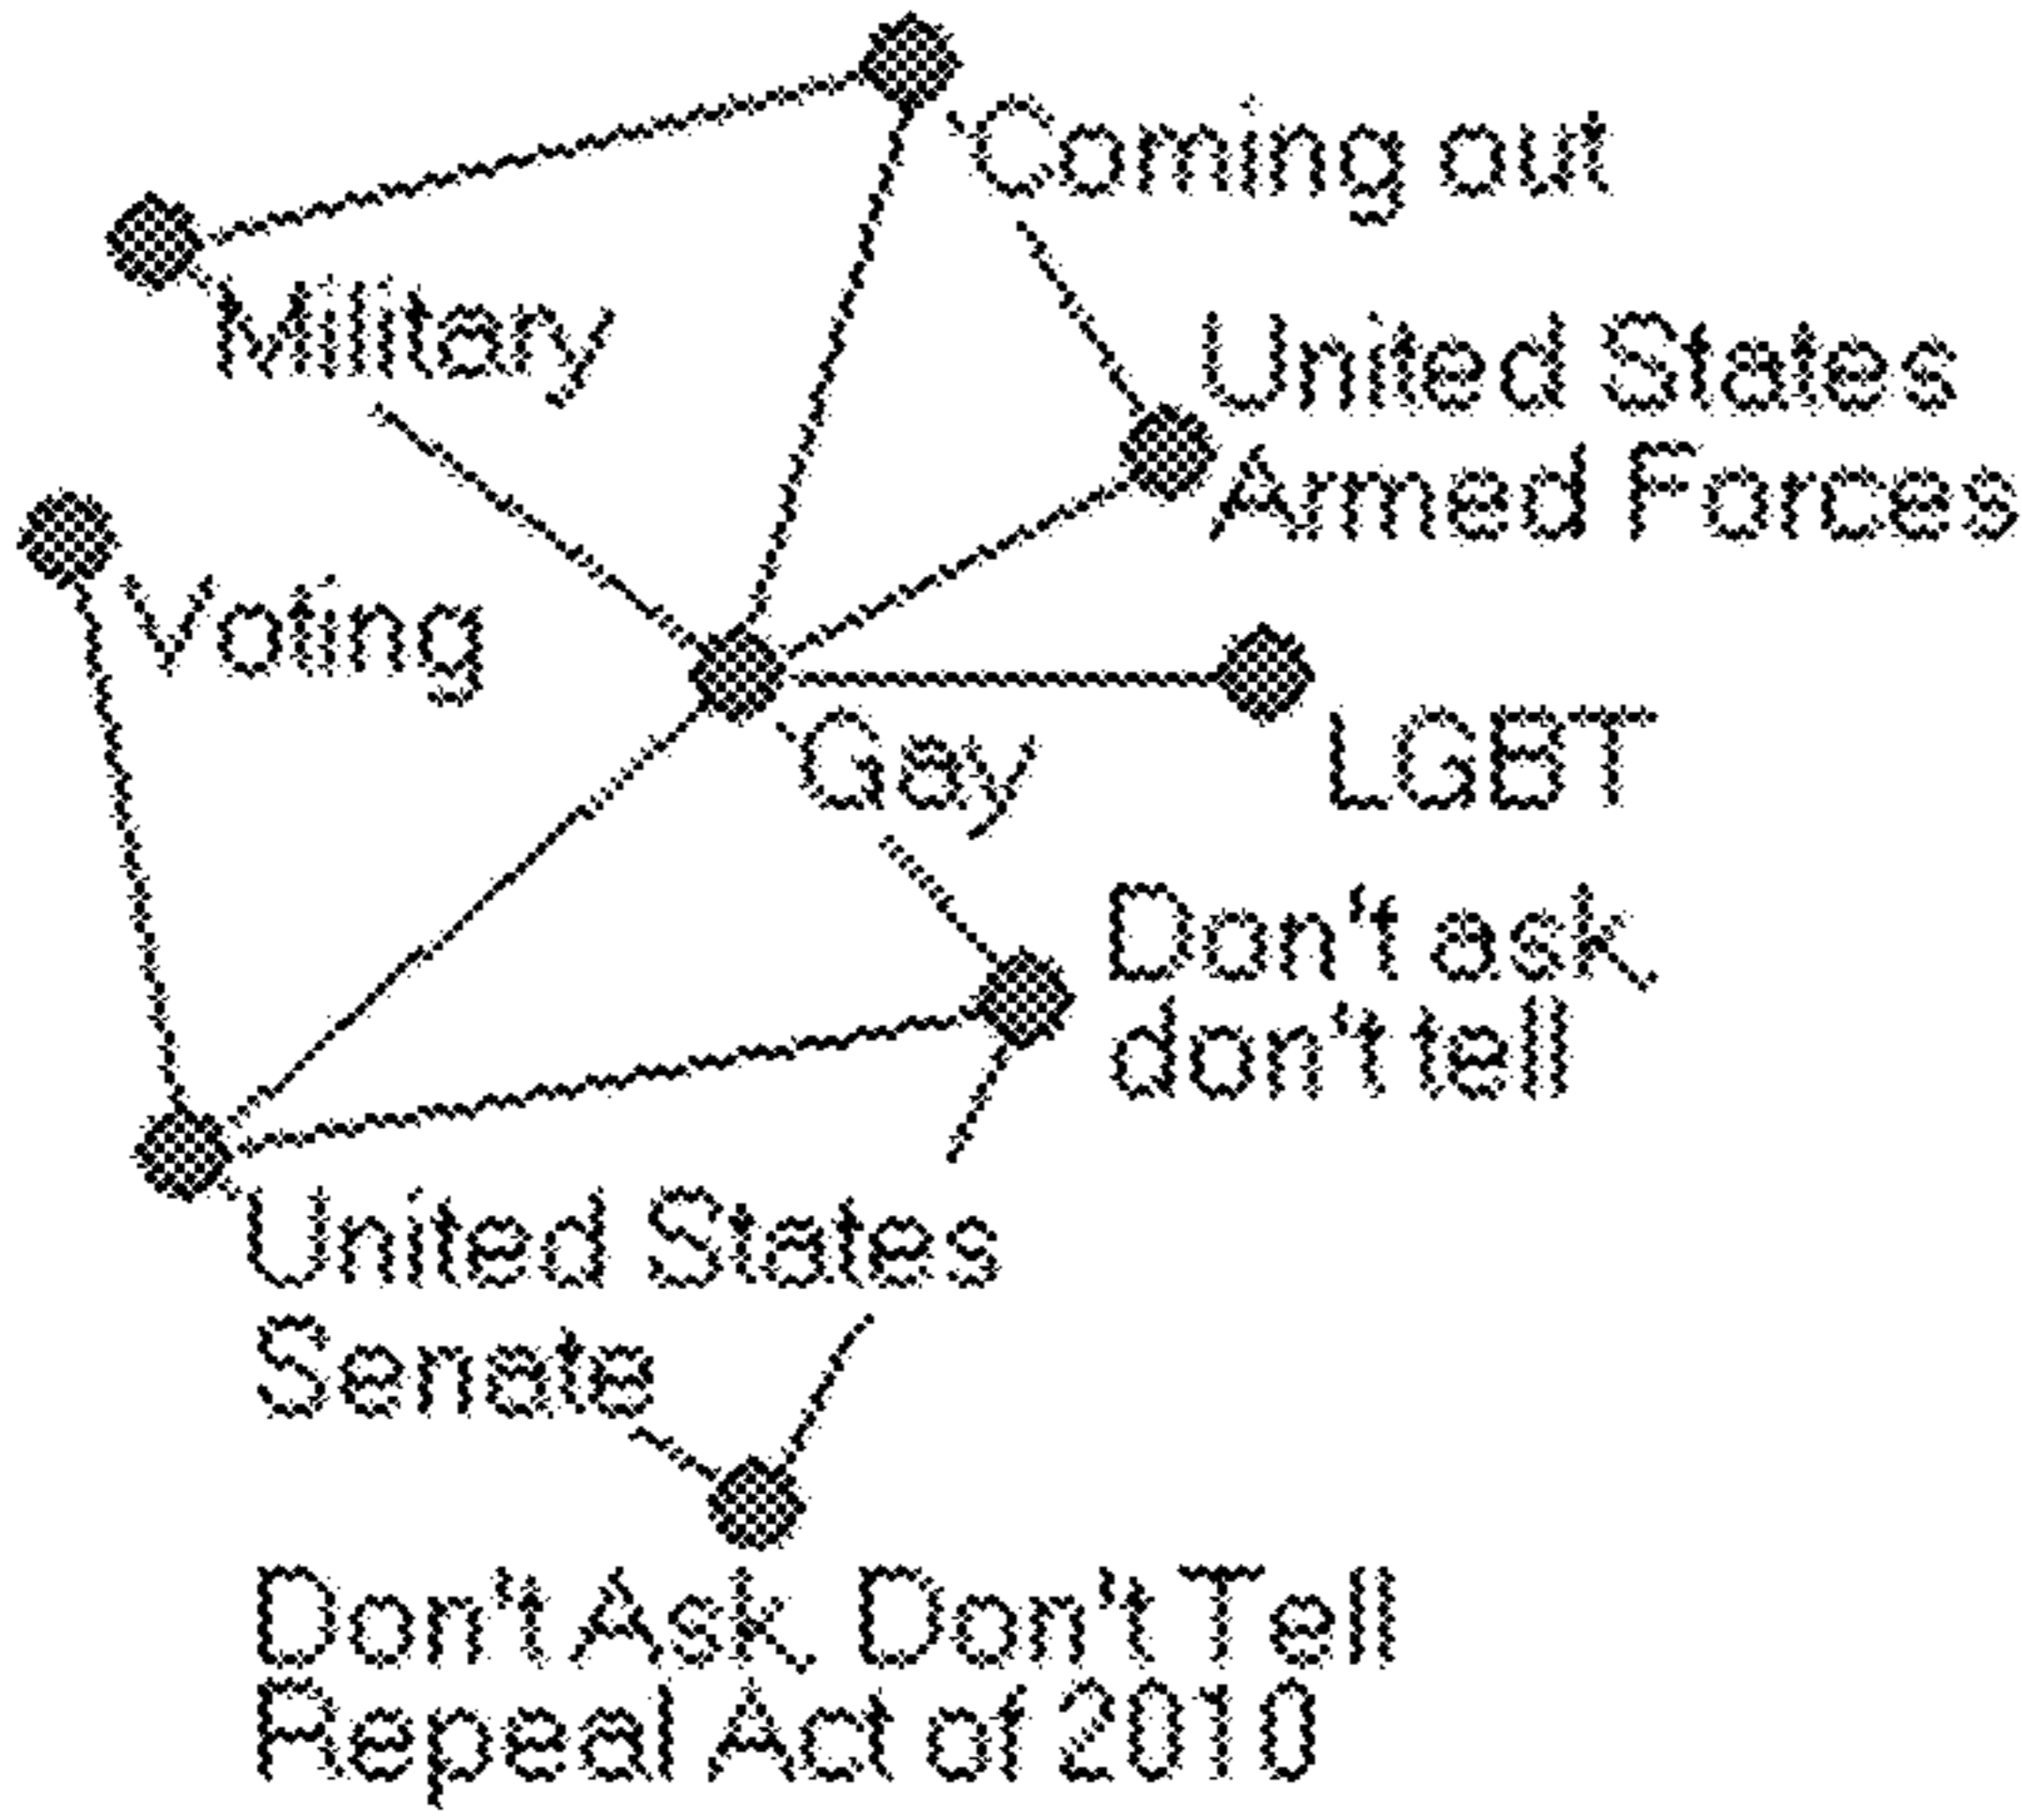 Coming out
Military
United States
Armed Forces
Voting
Gay
LGBT
Don't ask,
don't tell
United States
Senate
Don't Ask, Don't Tell
Repeal Act of 2010